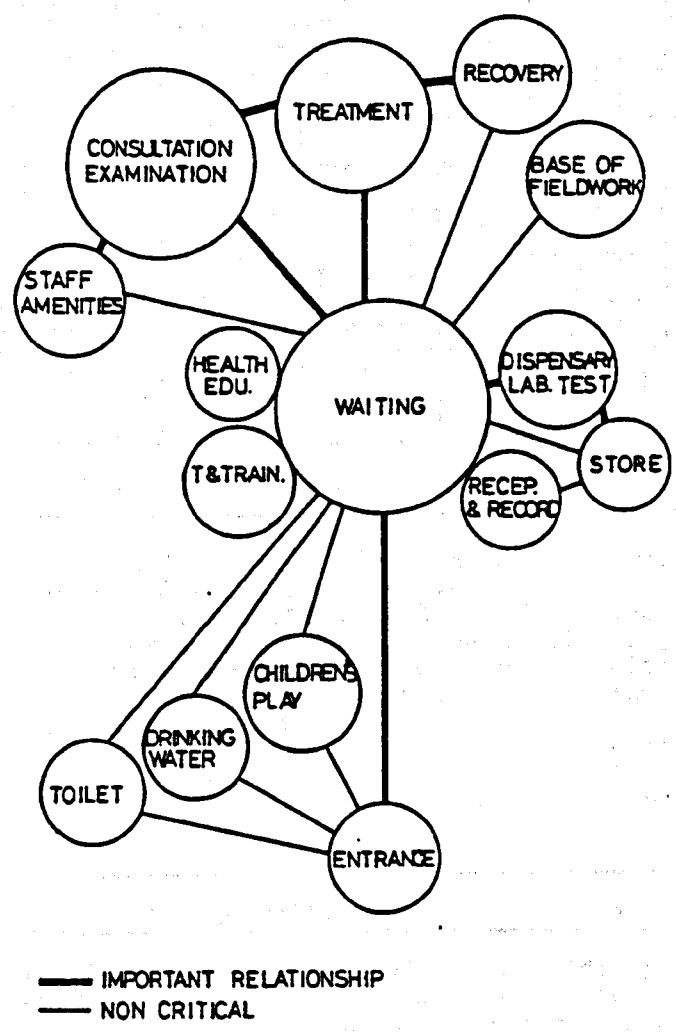 RECOVERY
TREATMENT
CONSULTATION
EXAMINATION
BASE OF
FIELDWORK
STAFF
AMENITIES
HEALTH
EDU.
DISPENSARY
LAB. TEST
WAITING
T&TRAIN.
STORE
RECEP.
& RECORD
CHILDREN'S
PLAY
DRINKING
WATER
TOILET
ENTRANCE
IMPORTANT RELATIONSHIP
NON CRITICAL